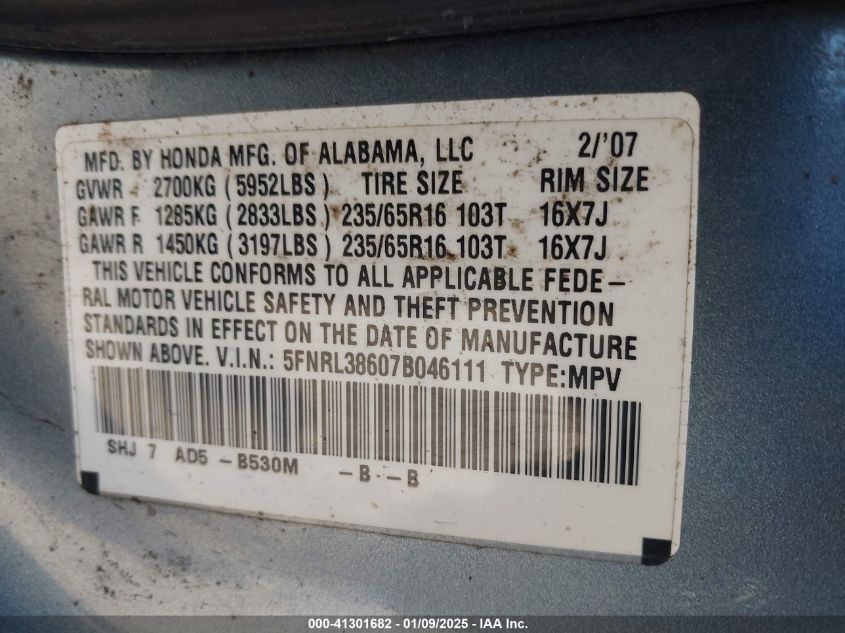 MFD. BY HONDA MFG. OF ALABAMA, LLC 2/'07
GVWR - 2700KG (5952LBS) TIRE SIZE RIM SIZE
GAWR F 1285KG (2833LBS) 235/65R16 103T 16X7J
GAWR R 1450KG (3197LBS) 235/65R16 103T 16X7J
THIS VEHICLE CONFORMS TO ALL APPLICABLE FEDE-
RAL MOTOR VEHICLE SAFETY AND THEFT PREVENTION
STANDARDS IN EFFECT ON THE DATE OF MANUFACTURE
SHOWN ABOVE. V.I.N.: 5FNRL38607B046111 TYPE:MPV
SHJ 7 AD5 -B530M -B --B
000-41301682 - 01/09/2025 - IAA, Inc.